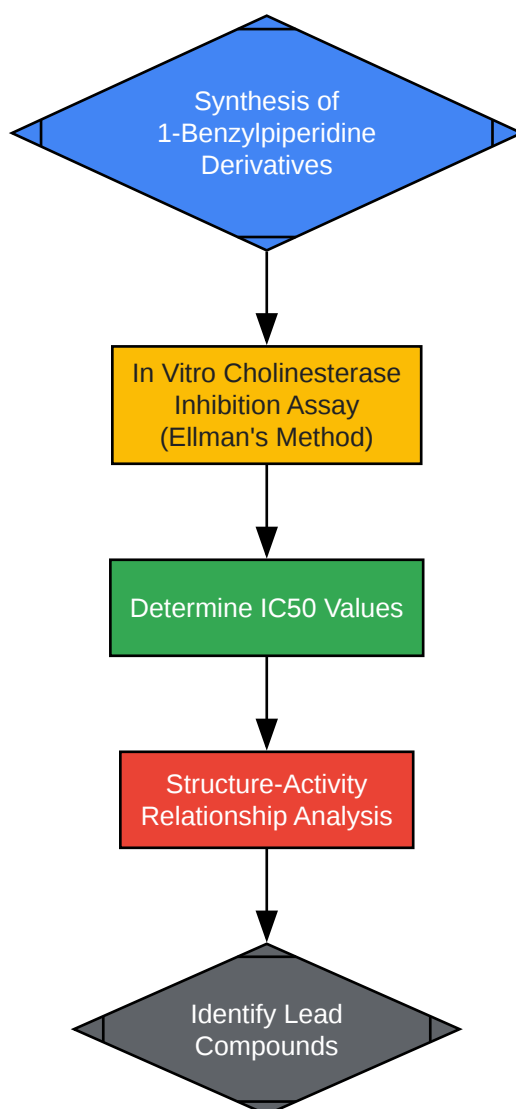 Synthesis of
1-Benzylpiperidine
Derivatives
In Vitro Cholinesterase
Inhibition Assay
(Ellman's Method)
Determine IC50 Values
Structure-Activity
Relationship Analysis
Identify Lead
Compounds